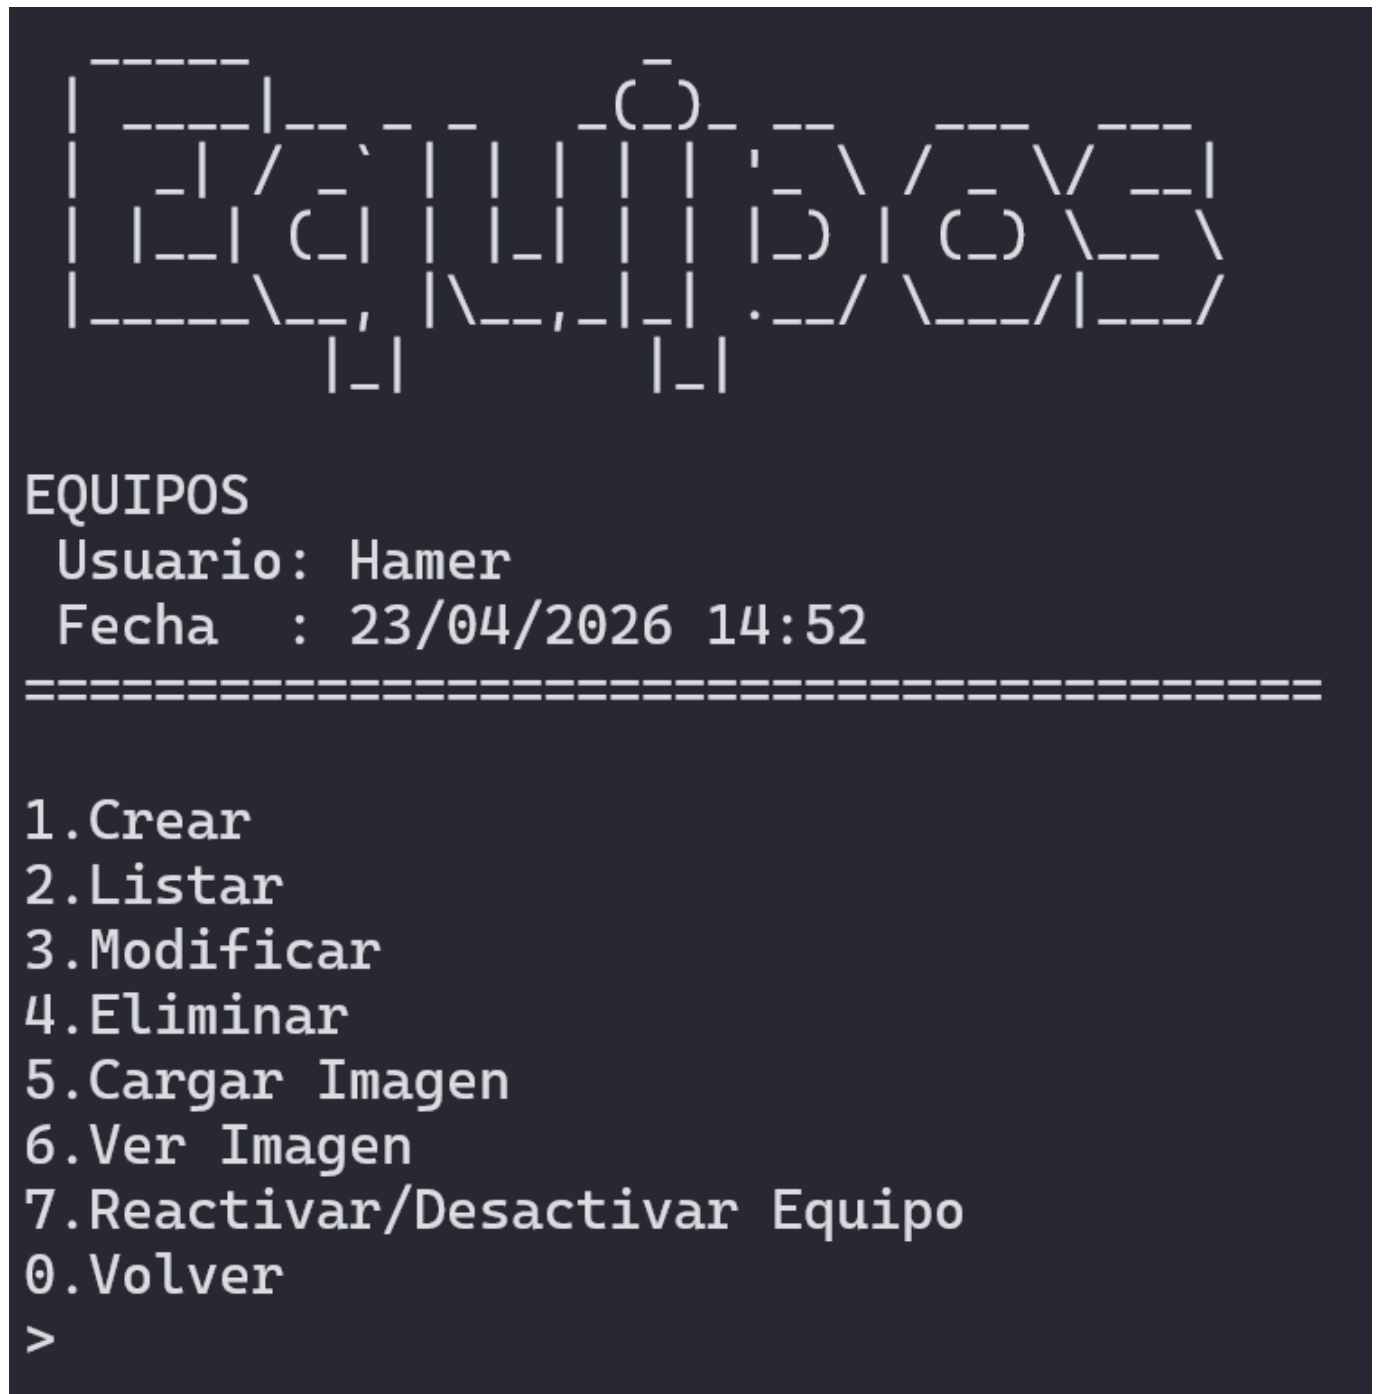 Equipos
EQUIPOS
Usuario: Hamer
Fecha  : 23/04/2026 14:52
========================================
1.Crear
2.Listar
3.Modificar
4.Eliminar
5.Cargar Imagen
6.Ver Imagen
7.Reactivar/Desactivar Equipo
0.Volver
>